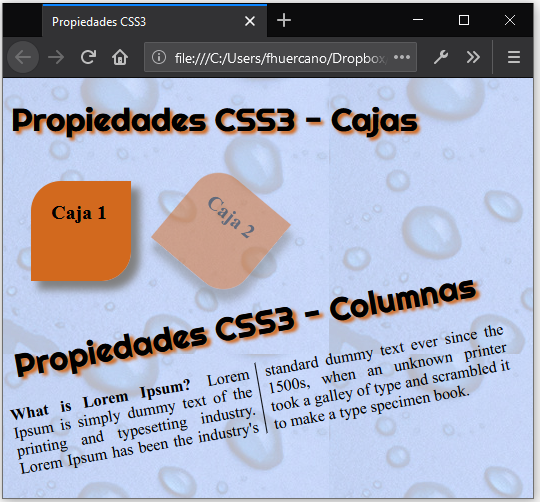 Propiedades CSS3
file:///C:/Users/fhuercano/Dropbox
Propiedades CSS3 - Cajas
Caja 1
Caja 2
Propiedades CSS3 - Columnas
What is Lorem Ipsum? Lorem
Ipsum is simply dummy text of the
printing and typesetting industry.
Lorem Ipsum has been the industry's
standard dummy text ever since the
1500s, when an unknown printer
took a galley of type and scrambled it
to make a type specimen book.